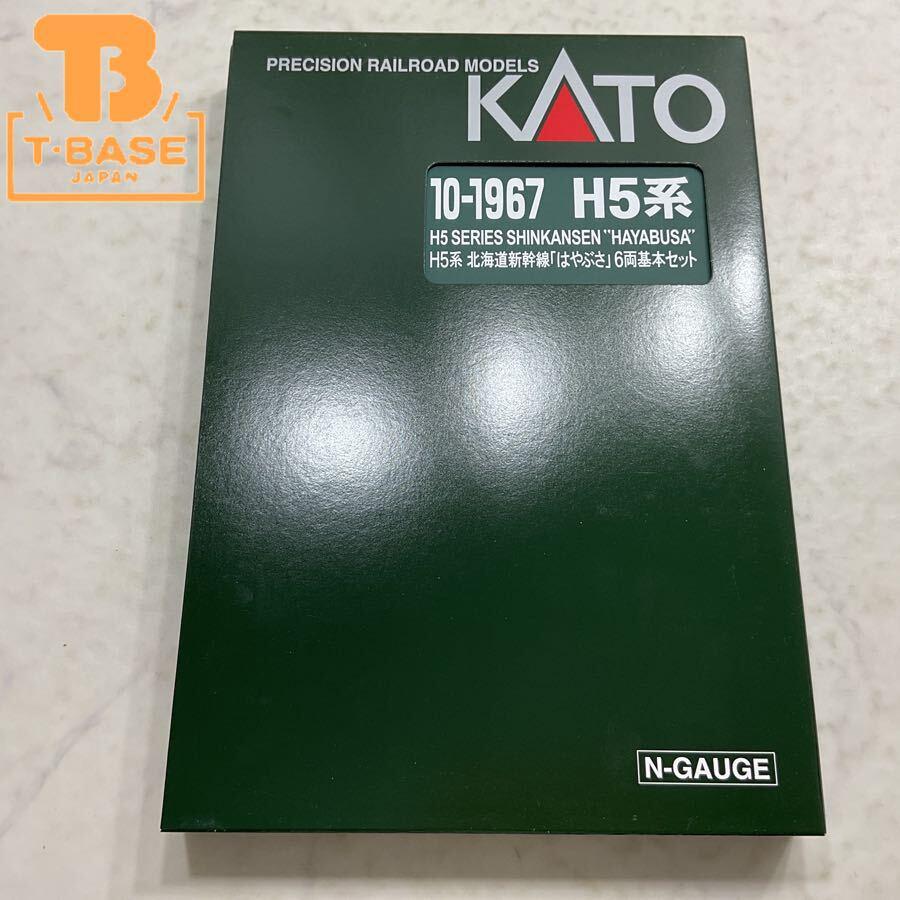 T·BASE
JAPAN
PRECISION RAILROAD MODELS
KATO
10-1967 H5系
H5 SERIES SHINKANSEN "HAYABUSA"
H5系 北海道新幹線「はやぶさ」6両基本セット
N-GAUGE